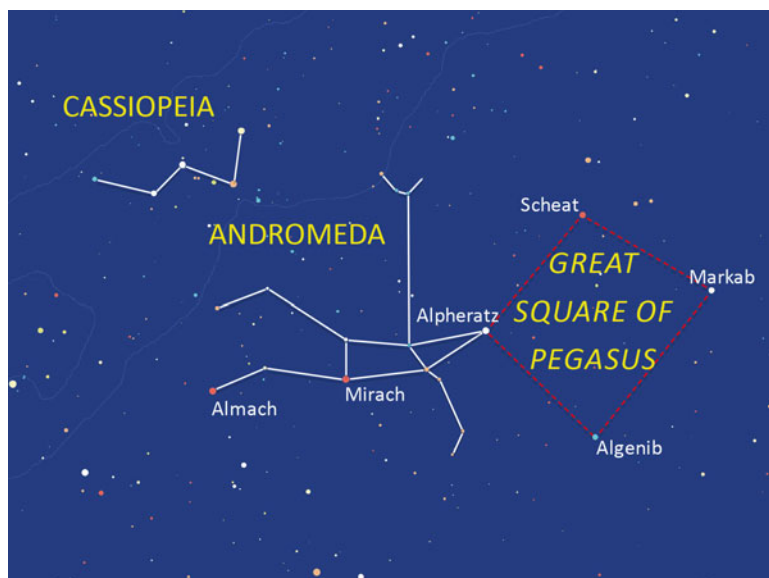 CASSIOPEIA
ANDROMEDA
Scheat
GREAT
Markab
SQUARE OF
Alpheratz
PEGASUS
Mirach
Almach
Algenib